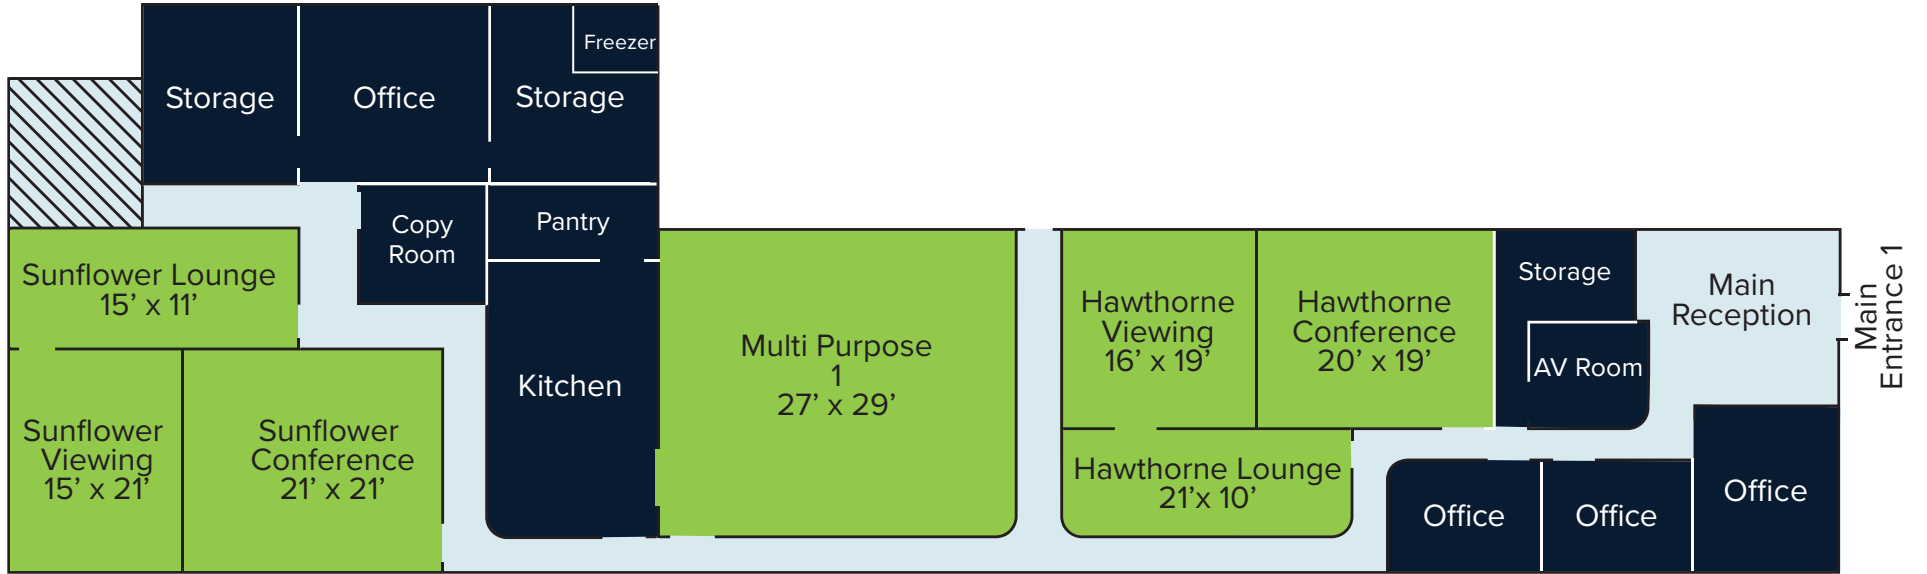 Freezer
Storage
Office
Storage
Copy
Room
Pantry
Sunflower Lounge
15’ x 11’
Sunflower
Viewing
15’ x 21’
Sunflower
Conference
21’ x 21’
Kitchen
Multi Purpose
1
27’ x 29’
Hawthorne
Viewing
16’ x 19’
Hawthorne
Conference
20’ x 19’
Hawthorne Lounge
21’x 10’
Storage
AV Room
Main
Reception
Main
Entrance 1
Office
Office
Office